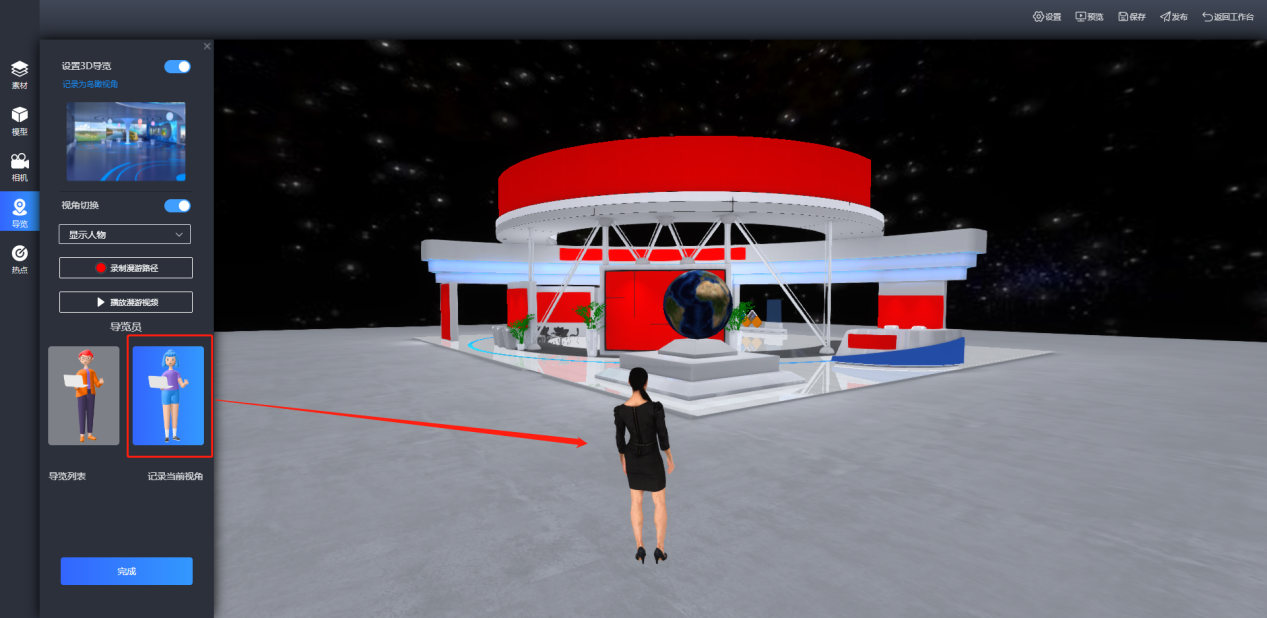 设置
预览
保存
发布
返回工作台
素材
模型
相机
导览
热点
设置3D导览
记录为鸟瞰视角
视角切换
显示人物
录制漫游路径
播放漫游视频
导览员
导览列表
记录当前视角
完成